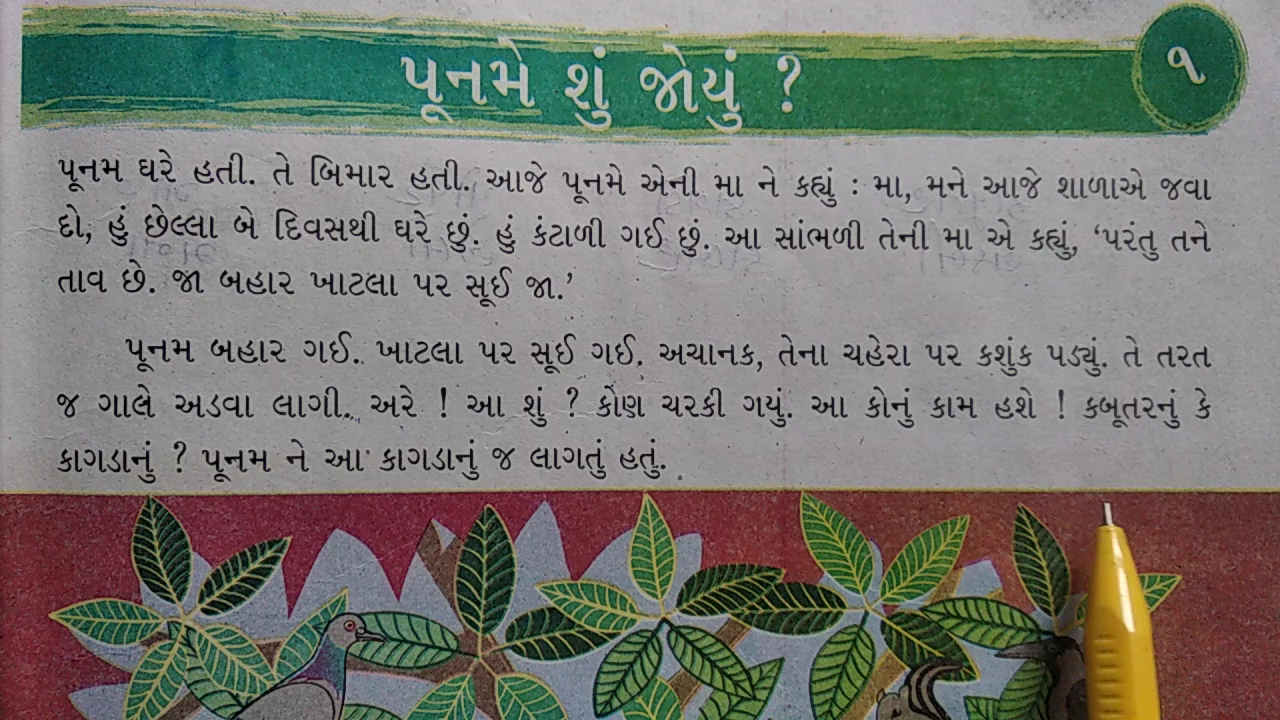 પૂનમે શું જોયું ?
૧
પૂનમ ઘરે હતી. તે બિમાર હતી. આજે પૂનમે એની મા ને કહ્યું : મા, મને આજે શાળાએ જવા
દો, હું છેલ્લા બે દિવસથી ઘરે છું. હું કંટાળી ગઈ છું. આ સાંભળી તેની મા એ કહ્યું, ‘પરંતુ તને
તાવ છે. જા બહાર ખાટલા પર સૂઈ જા.’
પૂનમ બહાર ગઈ. ખાટલા પર સૂઈ ગઈ. અચાનક, તેના ચહેરા પર કશુંક પડ્યું. તે તરત
જ ગાલે અડવા લાગી. અરે ! આ શું ? કોણ ચરકી ગયું. આ કોનું કામ હશે ! કબૂતરનું કે
કાગડાનું ? પૂનમ ને આ કાગડાનું જ લાગતું હતું.